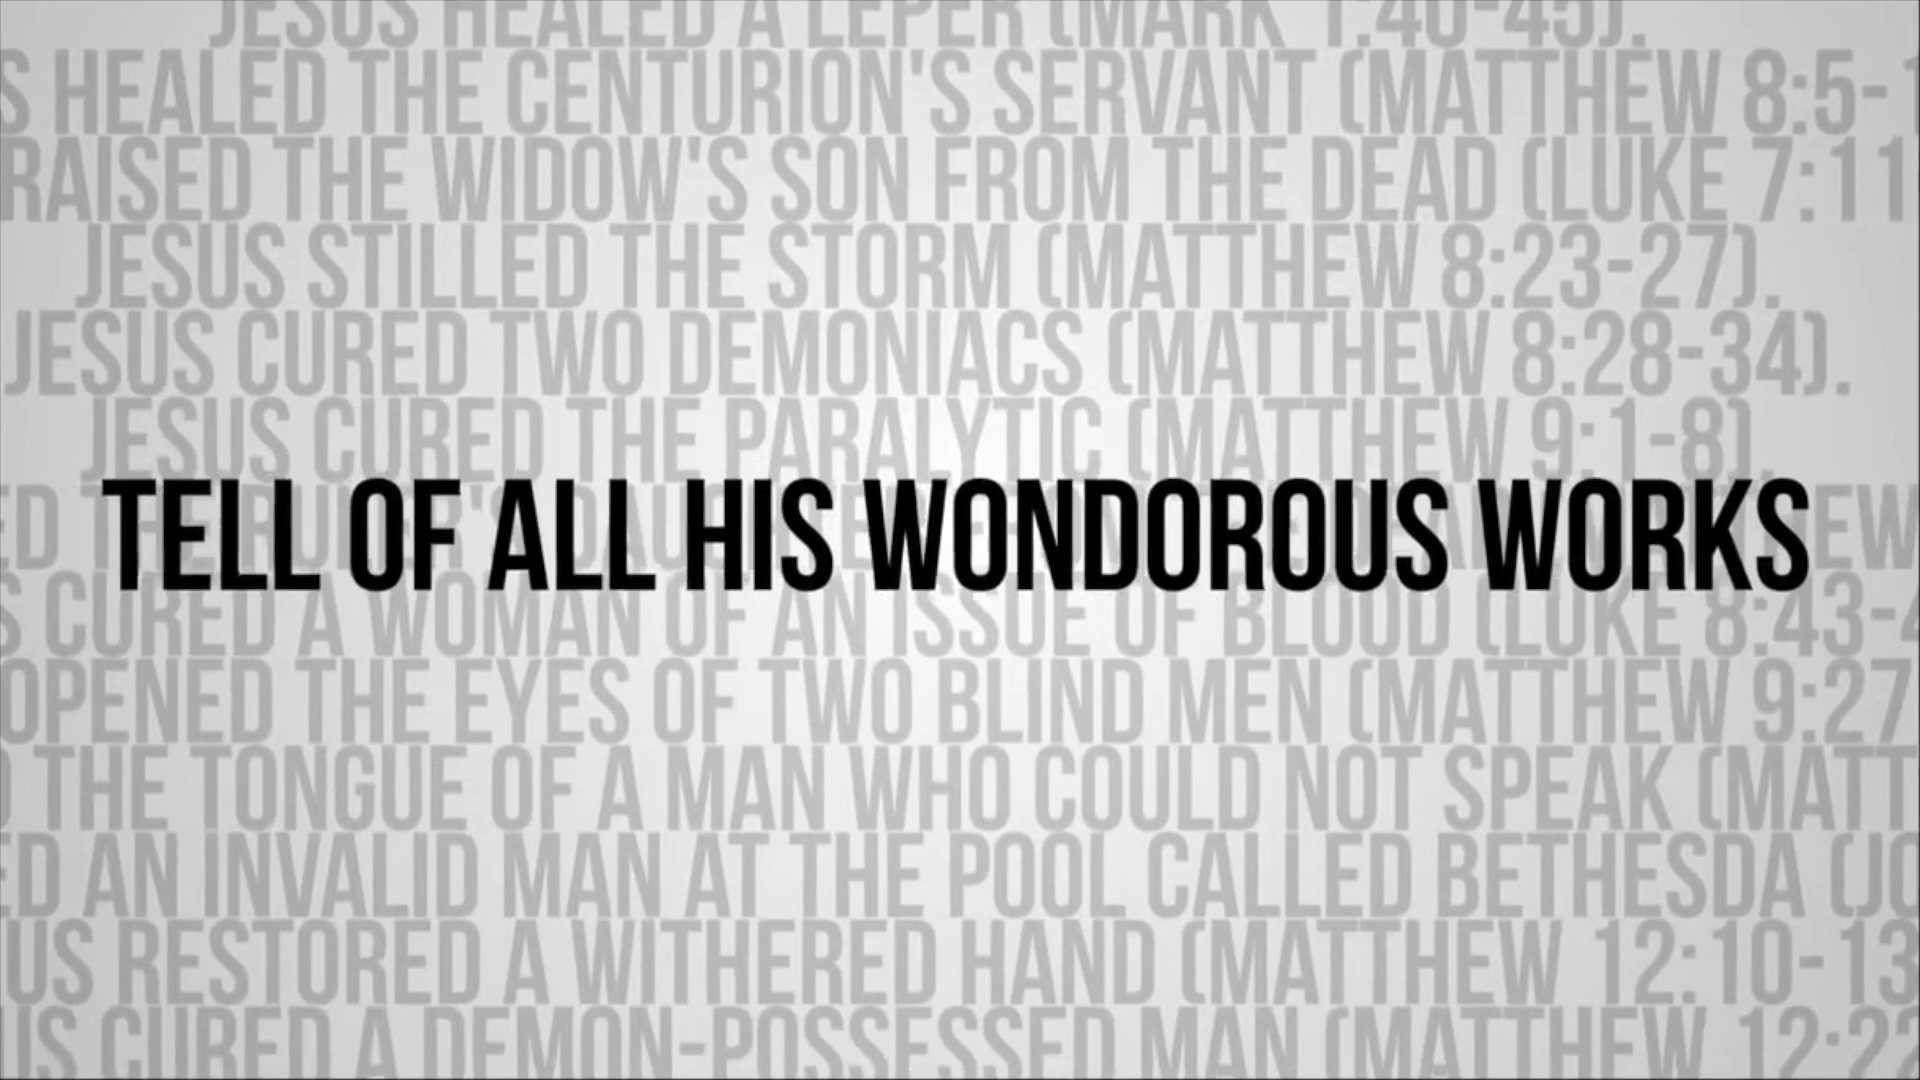 JESUS HEALED A LEPER (MARK 1:40-45).
S HEALED THE CENTURION'S SERVANT (MATTHEW 8:5-1
RAISED THE WIDOW'S SON FROM THE DEAD (LUKE 7:11
JESUS STILLED THE STORM (MATTHEW 8:23-27).
JESUS CURED TWO DEMONIACS (MATTHEW 8:28-34).
JESUS CURED THE PARALYTIC (MATTHEW 9:1-8).
TELL OF ALL HIS WONDOROUS WORKS
S CURED A WOMAN OF AN ISSUE OF BLOOD (LUKE 8:43-4
OPENED THE EYES OF TWO BLIND MEN (MATTHEW 9:27
THE TONGUE OF A MAN WHO COULD NOT SPEAK (MATT
ED AN INVALID MAN AT THE POOL CALLED BETHESDA (JO
US RESTORED A WITHERED HAND (MATTHEW 12:10-13
US CURED A DEMON-POSSESSED MAN (MATTHEW 12:22